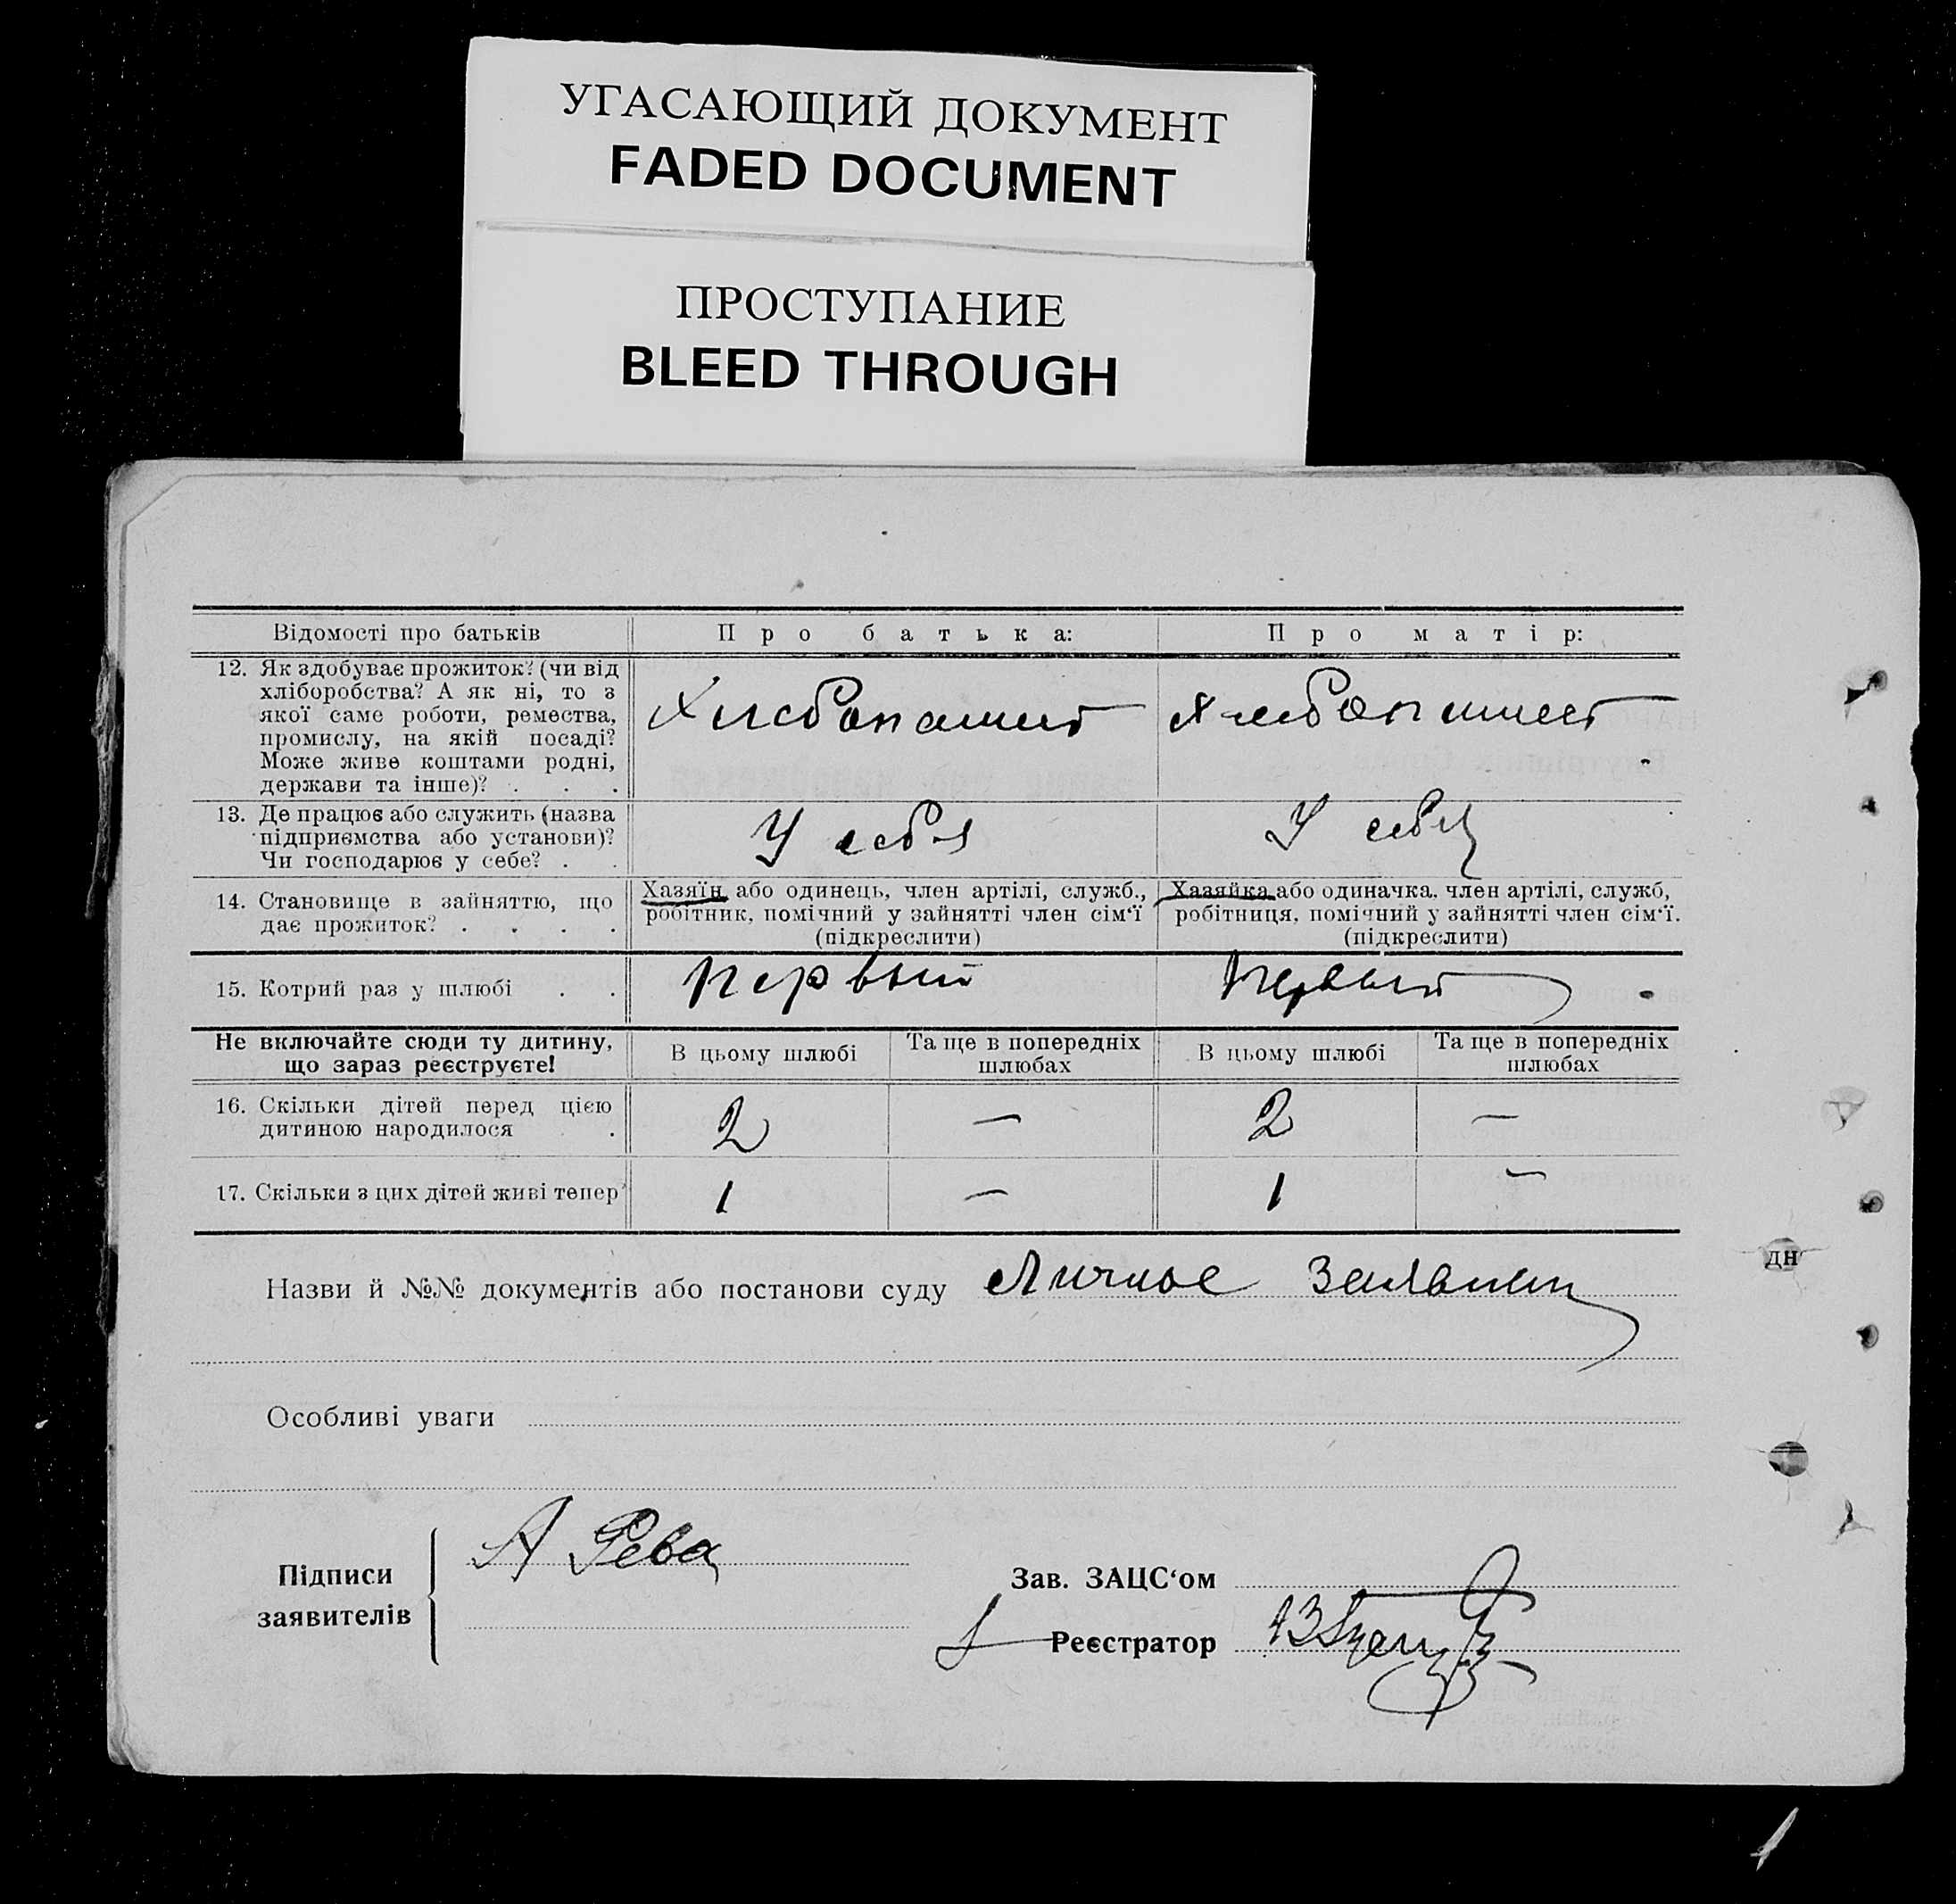 УГАСАЮЩИЙ ДОКУМЕНТ
FADED DOCUMENT
ПРОСТУПАНИЕ
BLEED THROUGH
Відомості про батьків Про батька: Про матір:
12. Як здобуває прожиток? (чи від
хліборобства? А як ні, то з
якої саме роботи, ремества,
промислу, на якій посаді?
Може живе коштами родні,
держави та інше)? . . .
Хлебопашест Хлебопашест
13. Де працює або служить (назва
підприємства або установи)?
Чи господарює у себе? . .
У себя У себя
14. Становище в зайняттю, що
дає прожиток? . . . .
Хазяїн, або одинець, член артілі, служб.,
робітник, помічний у зайнятті член сім‘ї
(підкреслити)
Хазяйка або одиначка, член артілі, служб,
робітниця, помічний у зайнятті член сім‘ї.
(підкреслити)
15. Котрий раз у шлюбі . . Первый Первый
Не включайте сюди ту дитину,
що зараз реєструєте!
В цьому шлюбі Та ще в попередніх
шлюбах
В цьому шлюбі Та ще в попередніх
шлюбах
16. Скільки дітей перед цією
дитиною народилося .
2 — 2 —
17. Скільки з цих дітей живі тепер 1 — 1 —
Назви й №№ документів або постанови суду Личное Заявлен
дн
Особливі уваги
Підписи
заявителів
А Рева
Зав. ЗАЦС‘ом
Реєстратор